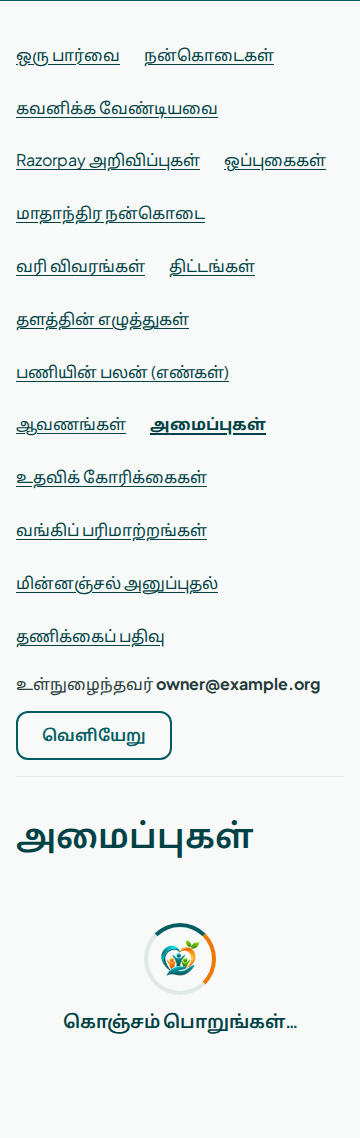 ஒரு பார்வை நன்கொடைகள்
கவனிக்க வேண்டியவை
Razorpay அறிவிப்புகள் ஒப்புகைகள்
மாதாந்திர நன்கொடை
வரி விவரங்கள் திட்டங்கள்
தளத்தின் எழுத்துகள்
பணியின் பலன் (எண்கள்)
ஆவணங்கள் அமைப்புகள்
உதவிக் கோரிக்கைகள்
வங்கிப் பரிமாற்றங்கள்
மின்னஞ்சல் அனுப்புதல்
தணிக்கைப் பதிவு
உள்நுழைந்தவர் owner@example.org
வெளியேறு
அமைப்புகள்
கொஞ்சம் பொறுங்கள்…